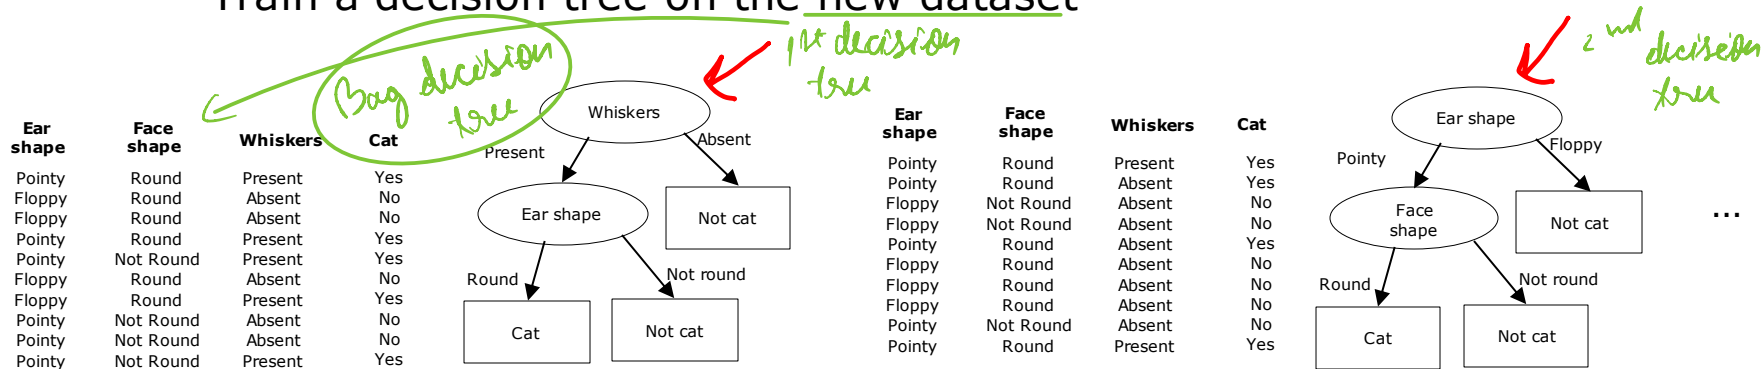 Train a decision tree on the new dataset
Bag decision tree
1st decision tree
2nd decision tree
Ear shape Face shape Whiskers Cat
Pointy Round Present Yes
Floppy Round Absent No
Floppy Round Absent No
Pointy Round Present Yes
Pointy Not Round Present Yes
Floppy Round Absent No
Floppy Round Present Yes
Pointy Not Round Absent No
Pointy Not Round Absent No
Pointy Not Round Present Yes
Whiskers
Present
Absent
Ear shape
Not cat
Round
Not round
Cat
Not cat
Ear shape Face shape Whiskers Cat
Pointy Round Present Yes
Pointy Round Absent Yes
Floppy Not Round Absent No
Floppy Not Round Absent No
Pointy Round Absent Yes
Floppy Round Absent No
Floppy Round Absent No
Floppy Round Absent No
Pointy Not Round Absent No
Pointy Round Present Yes
Ear shape
Pointy
Floppy
Face shape
Not cat
Round
Not round
Cat
Not cat
...